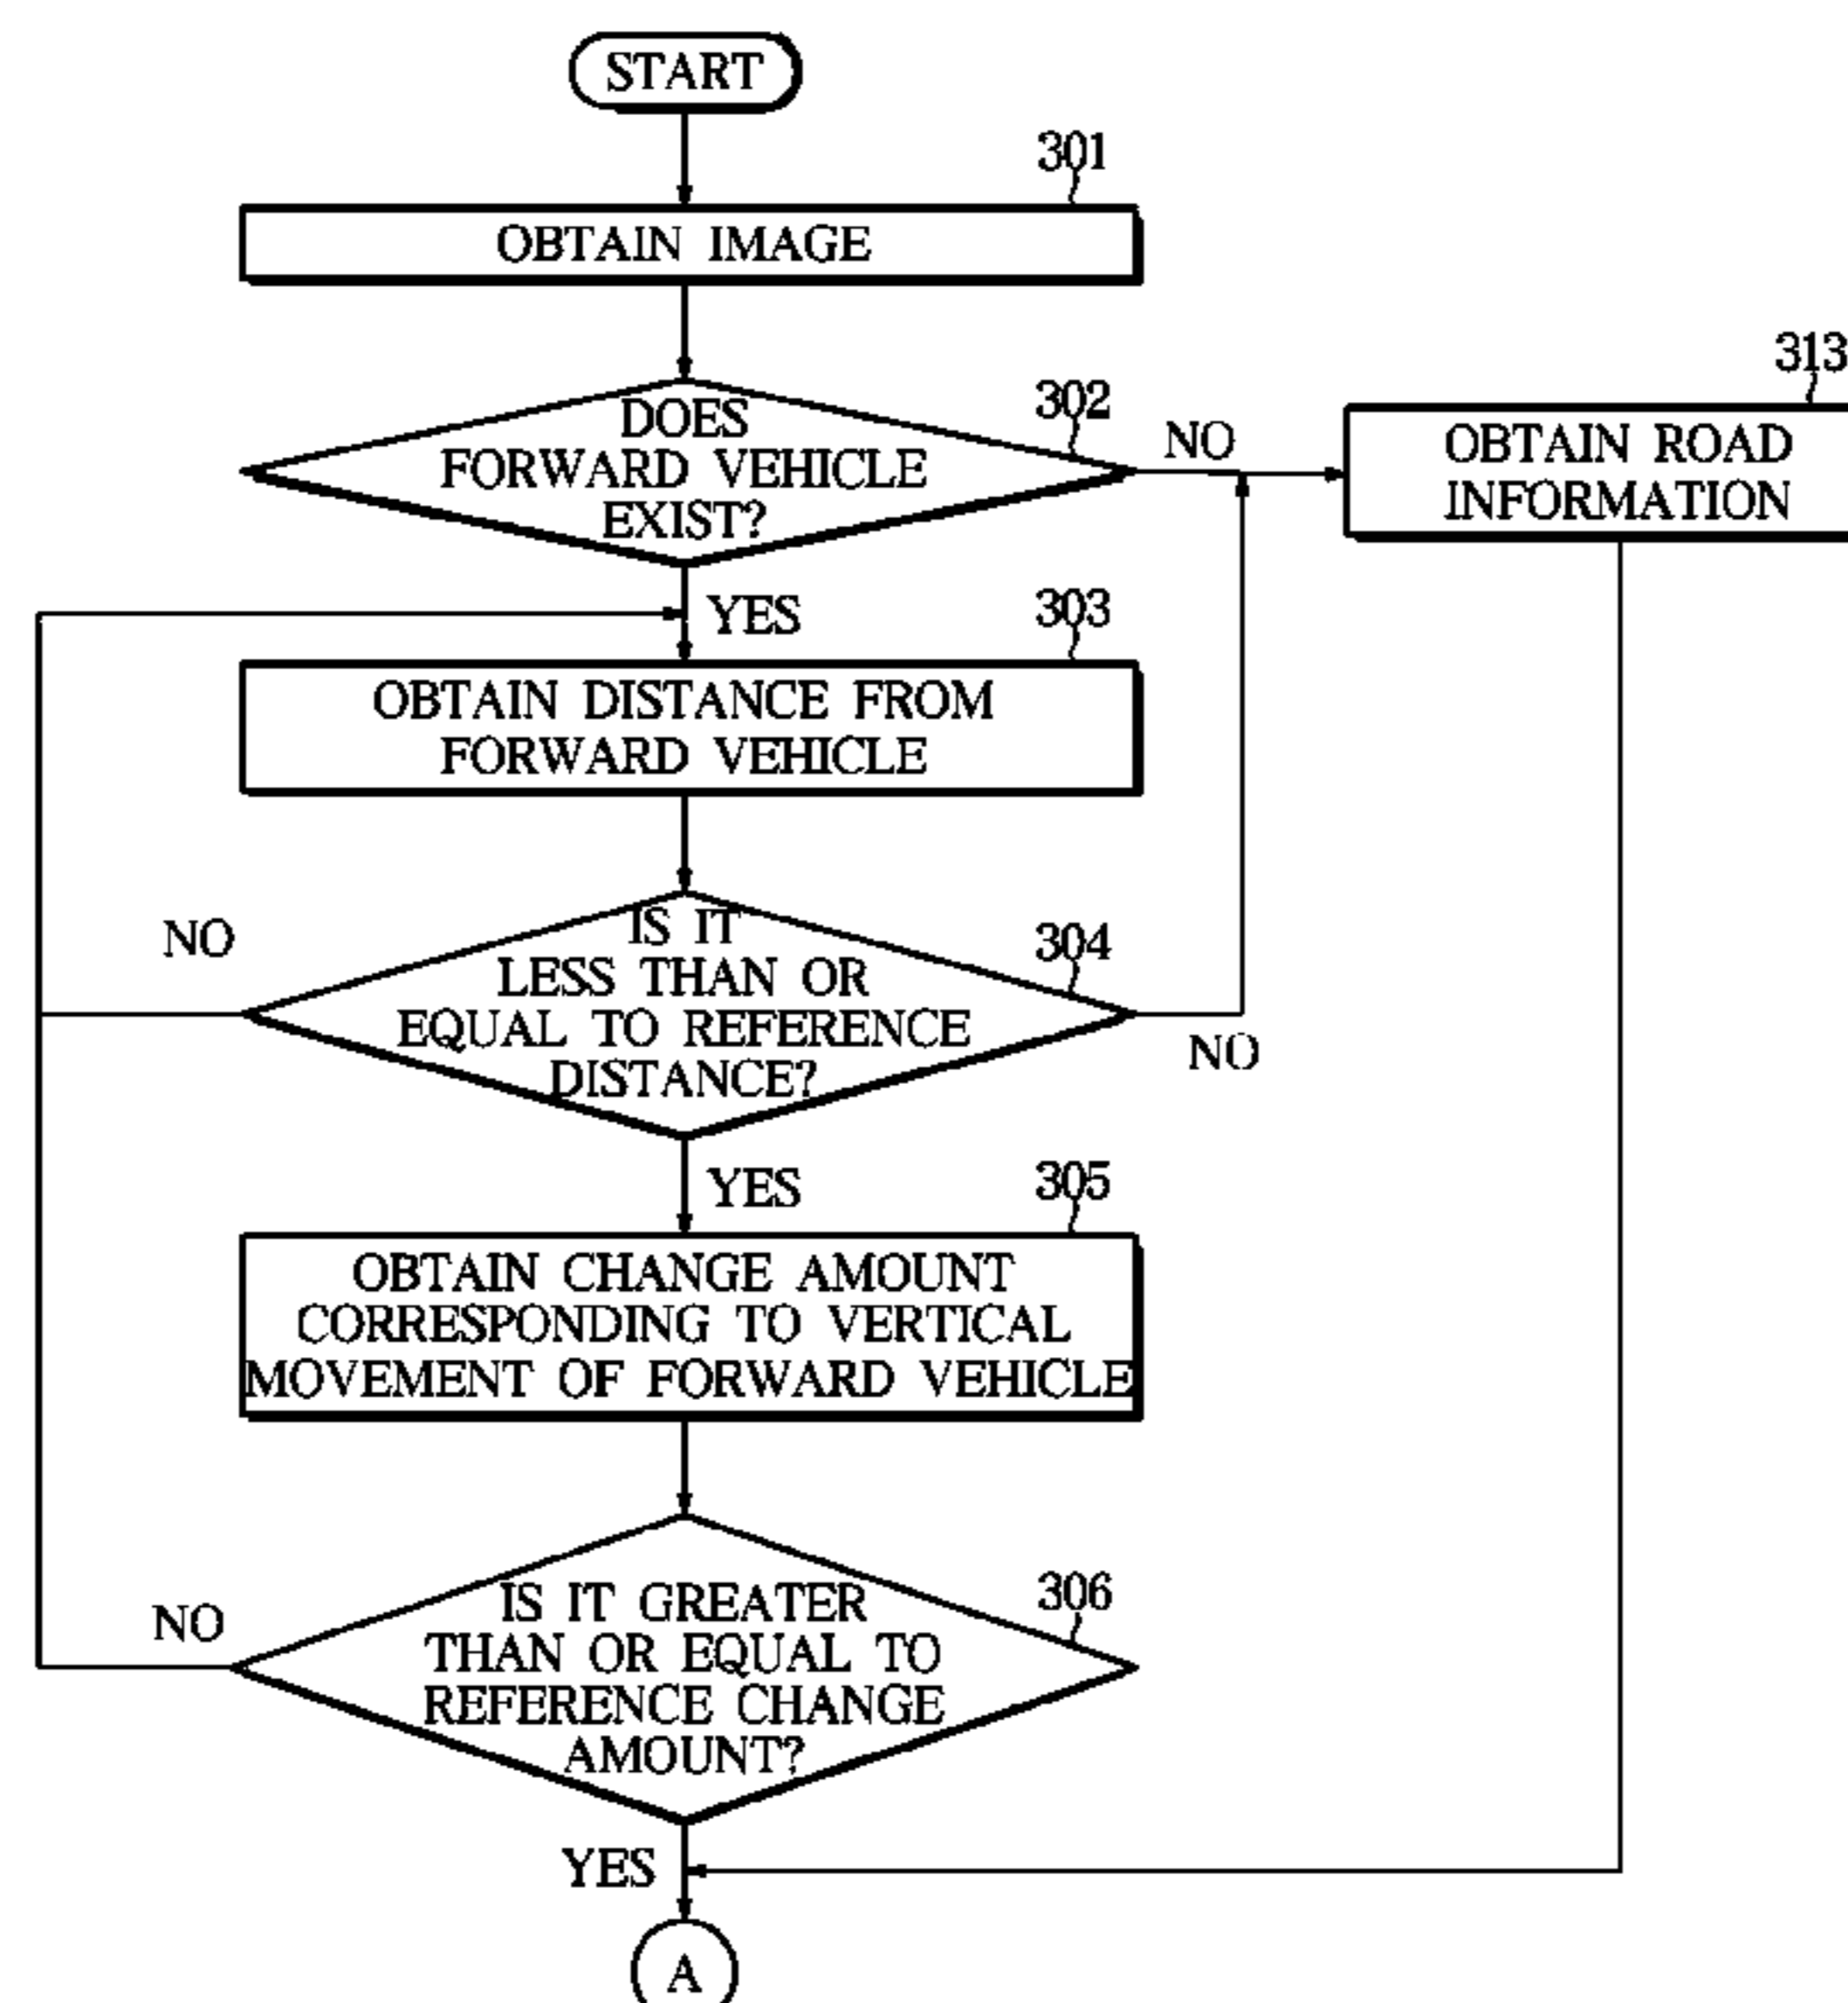 START
301
OBTAIN IMAGE
302
DOES
FORWARD VEHICLE
EXIST?
NO
313
OBTAIN ROAD
INFORMATION
YES
303
OBTAIN DISTANCE FROM
FORWARD VEHICLE
NO
304
IS IT
LESS THAN OR
EQUAL TO REFERENCE
DISTANCE?
NO
YES
305
OBTAIN CHANGE AMOUNT
CORRESPONDING TO VERTICAL
MOVEMENT OF FORWARD VEHICLE
NO
306
IS IT GREATER
THAN OR EQUAL TO
REFERENCE CHANGE
AMOUNT?
YES
A